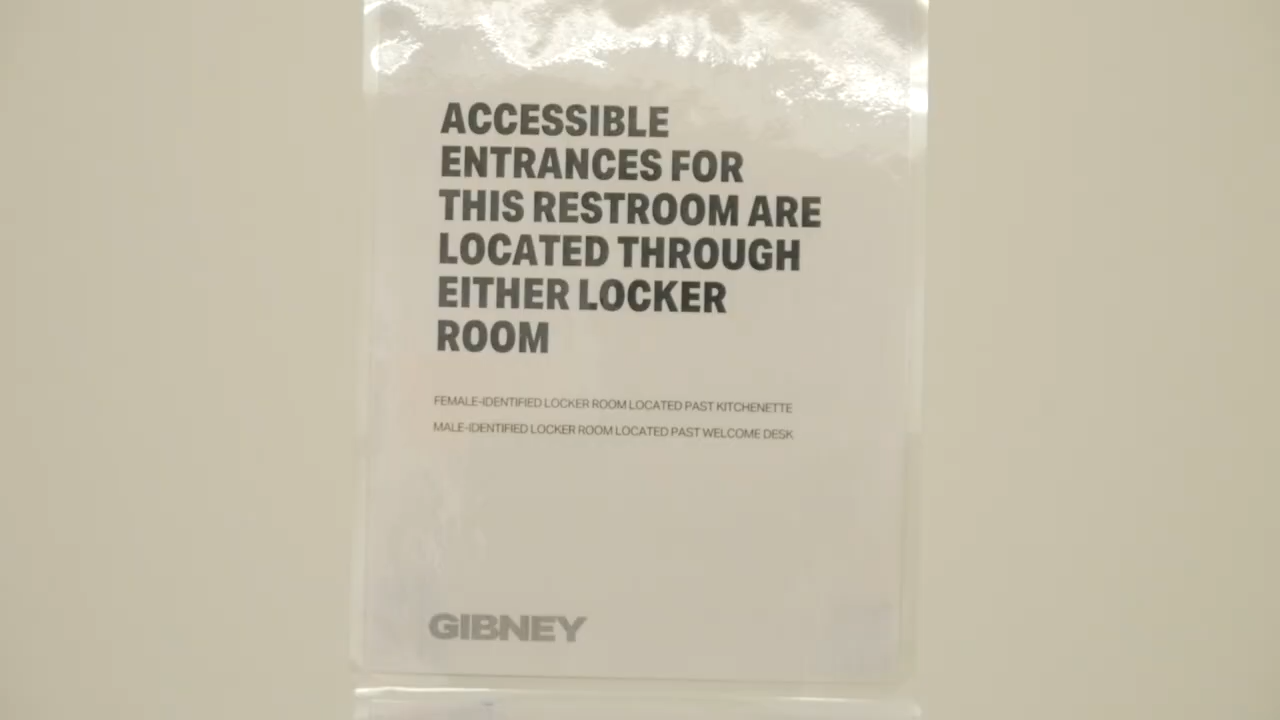 ACCESSIBLE
ENTRANCES FOR
THIS RESTROOM ARE
LOCATED THROUGH
EITHER LOCKER
ROOM
FEMALE-IDENTIFIED LOCKER ROOM LOCATED PAST KITCHENETTE
MALE-IDENTIFIED LOCKER ROOM LOCATED PAST WELCOME DESK
GIBNEY